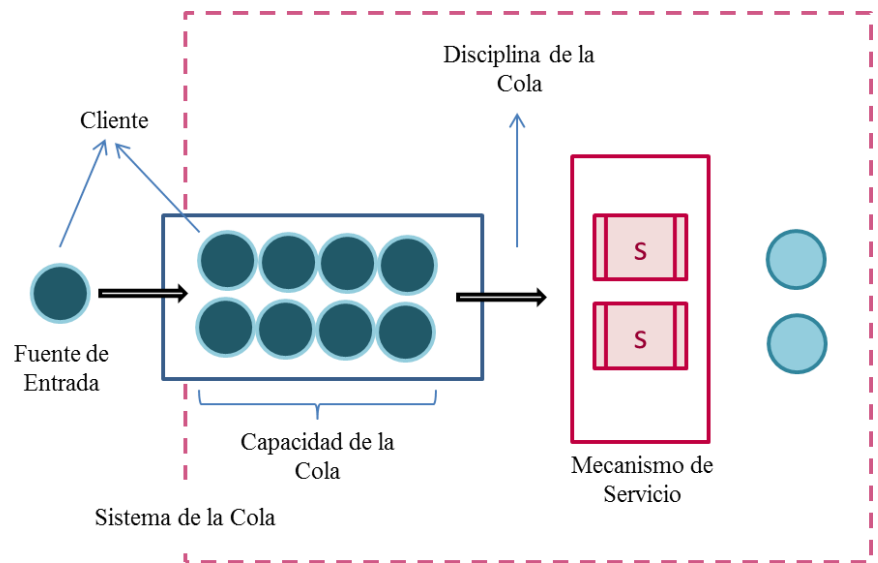 Disciplina de la
Cola
Cliente
S
S
Fuente de
Entrada
Capacidad de la
Cola
Mecanismo de
Servicio
Sistema de la Cola